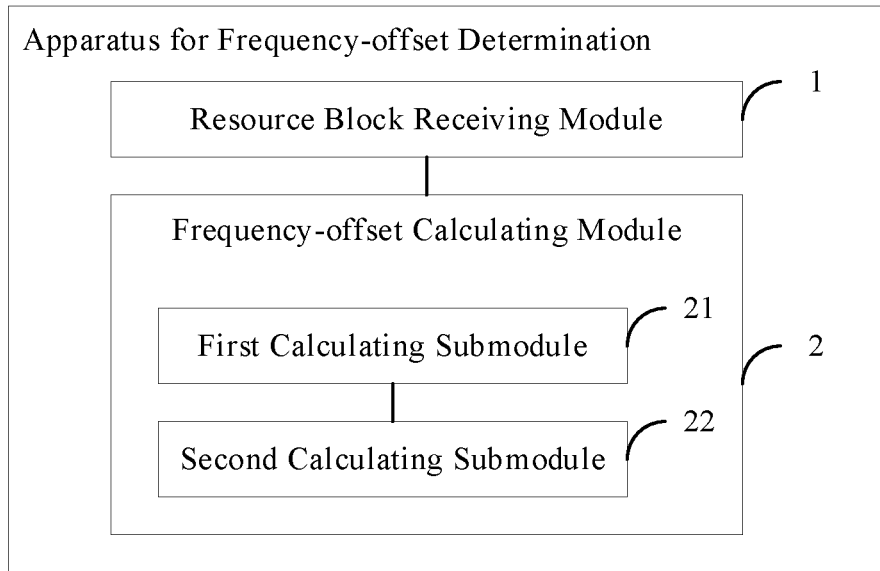 Apparatus for Frequency-offset Determination
1
Resource Block Receiving Module
Frequency-offset Calculating Module
21
First Calculating Submodule
2
22
Second Calculating Submodule